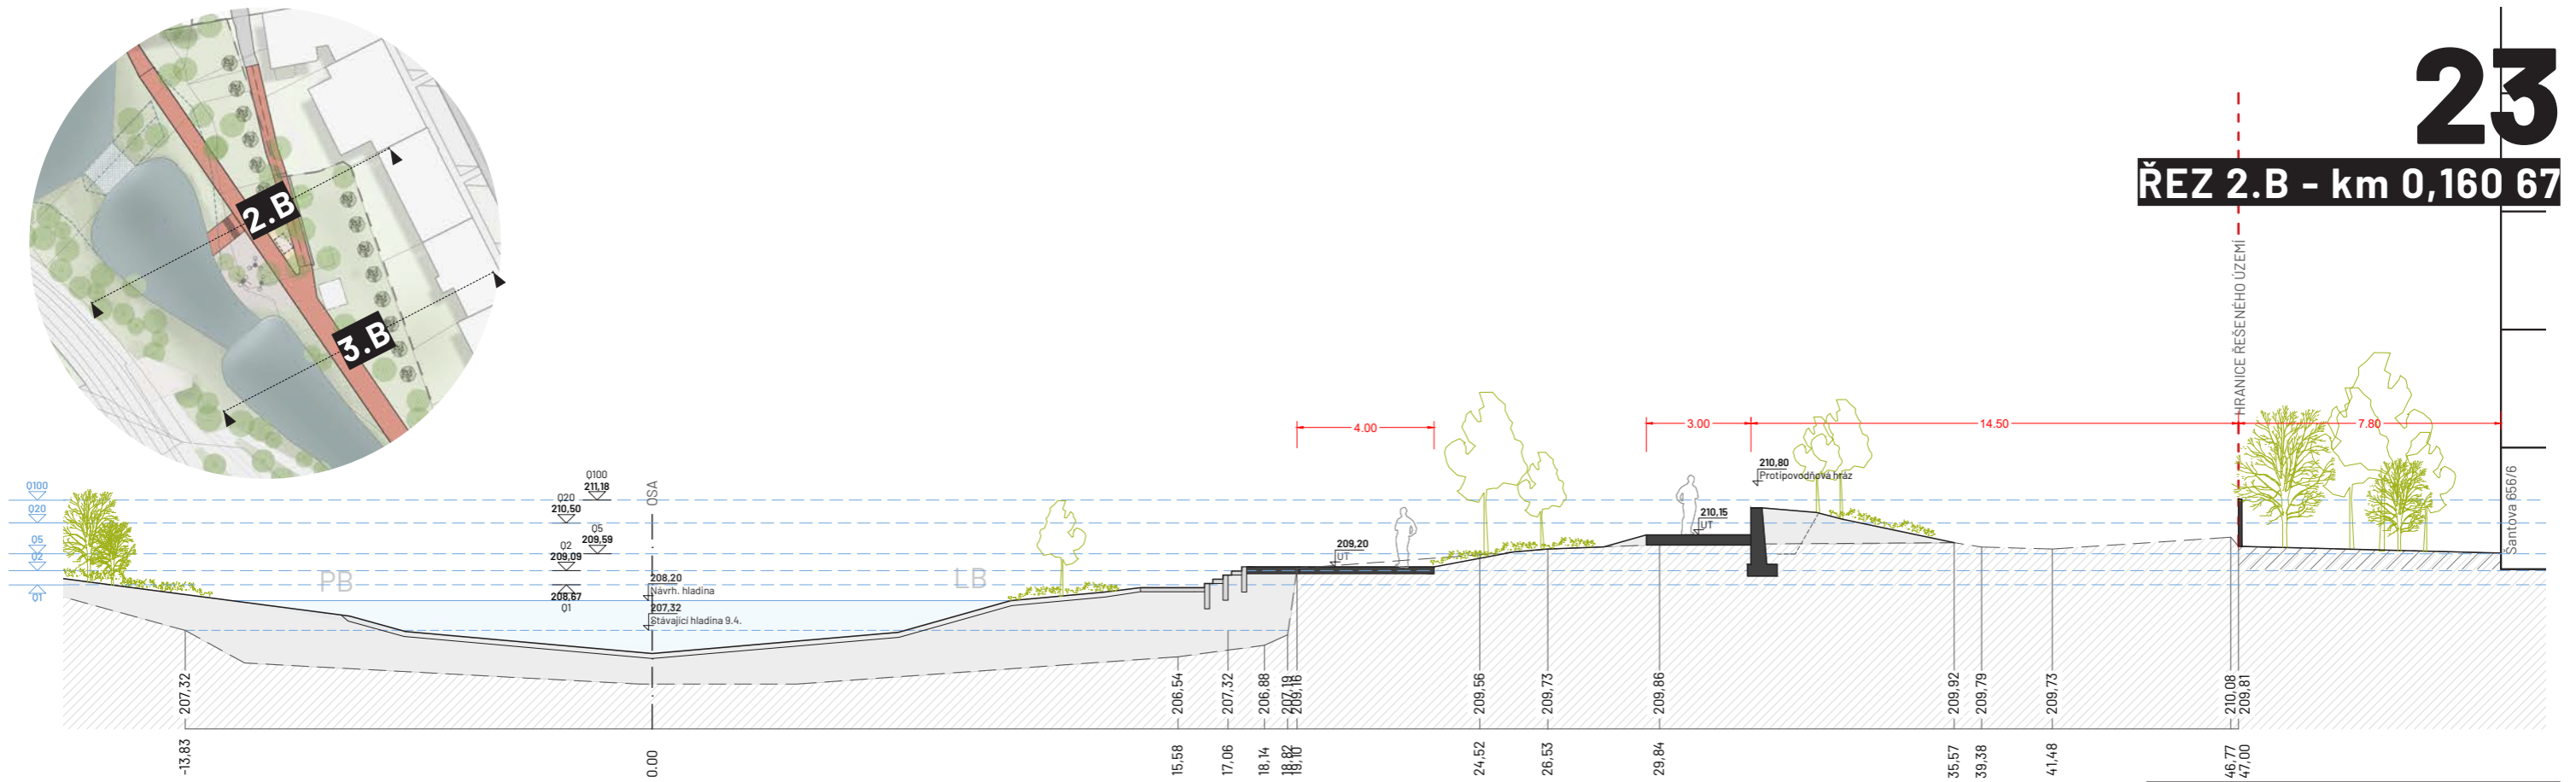 23
ŘEZ 2.B - km 0,160 67
2.B
3.B
HRANICE ŘEŠENÉHO ÚZEMÍ
4.00
3.00
14.50
7.80
Q100
Q20
Q5
Q2
Q1
Q100
211,18
Q20
210,50
Q5
209,59
Q2
209,09
208,67
Q1
OSA
PB
LB
208,20
Návrh. hladina
207,32
Stávající hladina 9.4.
209,20
UT
210,15
UT
210,80
Protipovodňová hráz
Šantova 656/6
207,32
206,54
207,32
206,88
207,19
209,16
209,56
209,73
209,86
209,92
209,79
209,73
210,08
209,81
-13,83
0.00
15,58
17,06
18,14
18,82
19,10
24,52
26,53
29,84
35,57
39,38
41,48
46,77
47,00